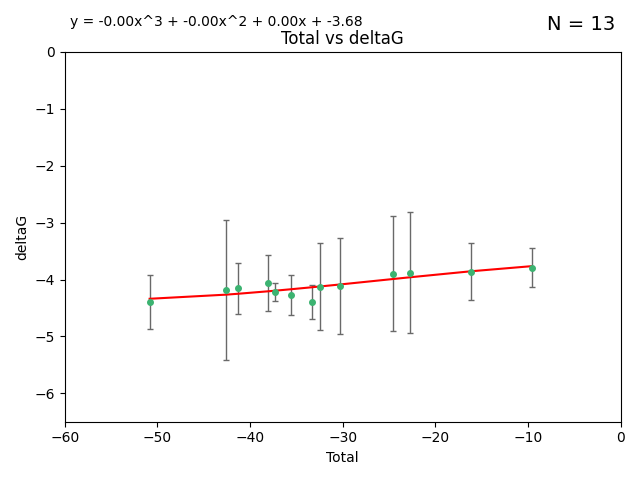 y = -0.00x^3 + -0.00x^2 + 0.00x + -3.68
N = 13
Total vs deltaG
0
−1
−2
−3
−4
−5
−6
deltaG
−60 −50 −40 −30 −20 −10 0
Total